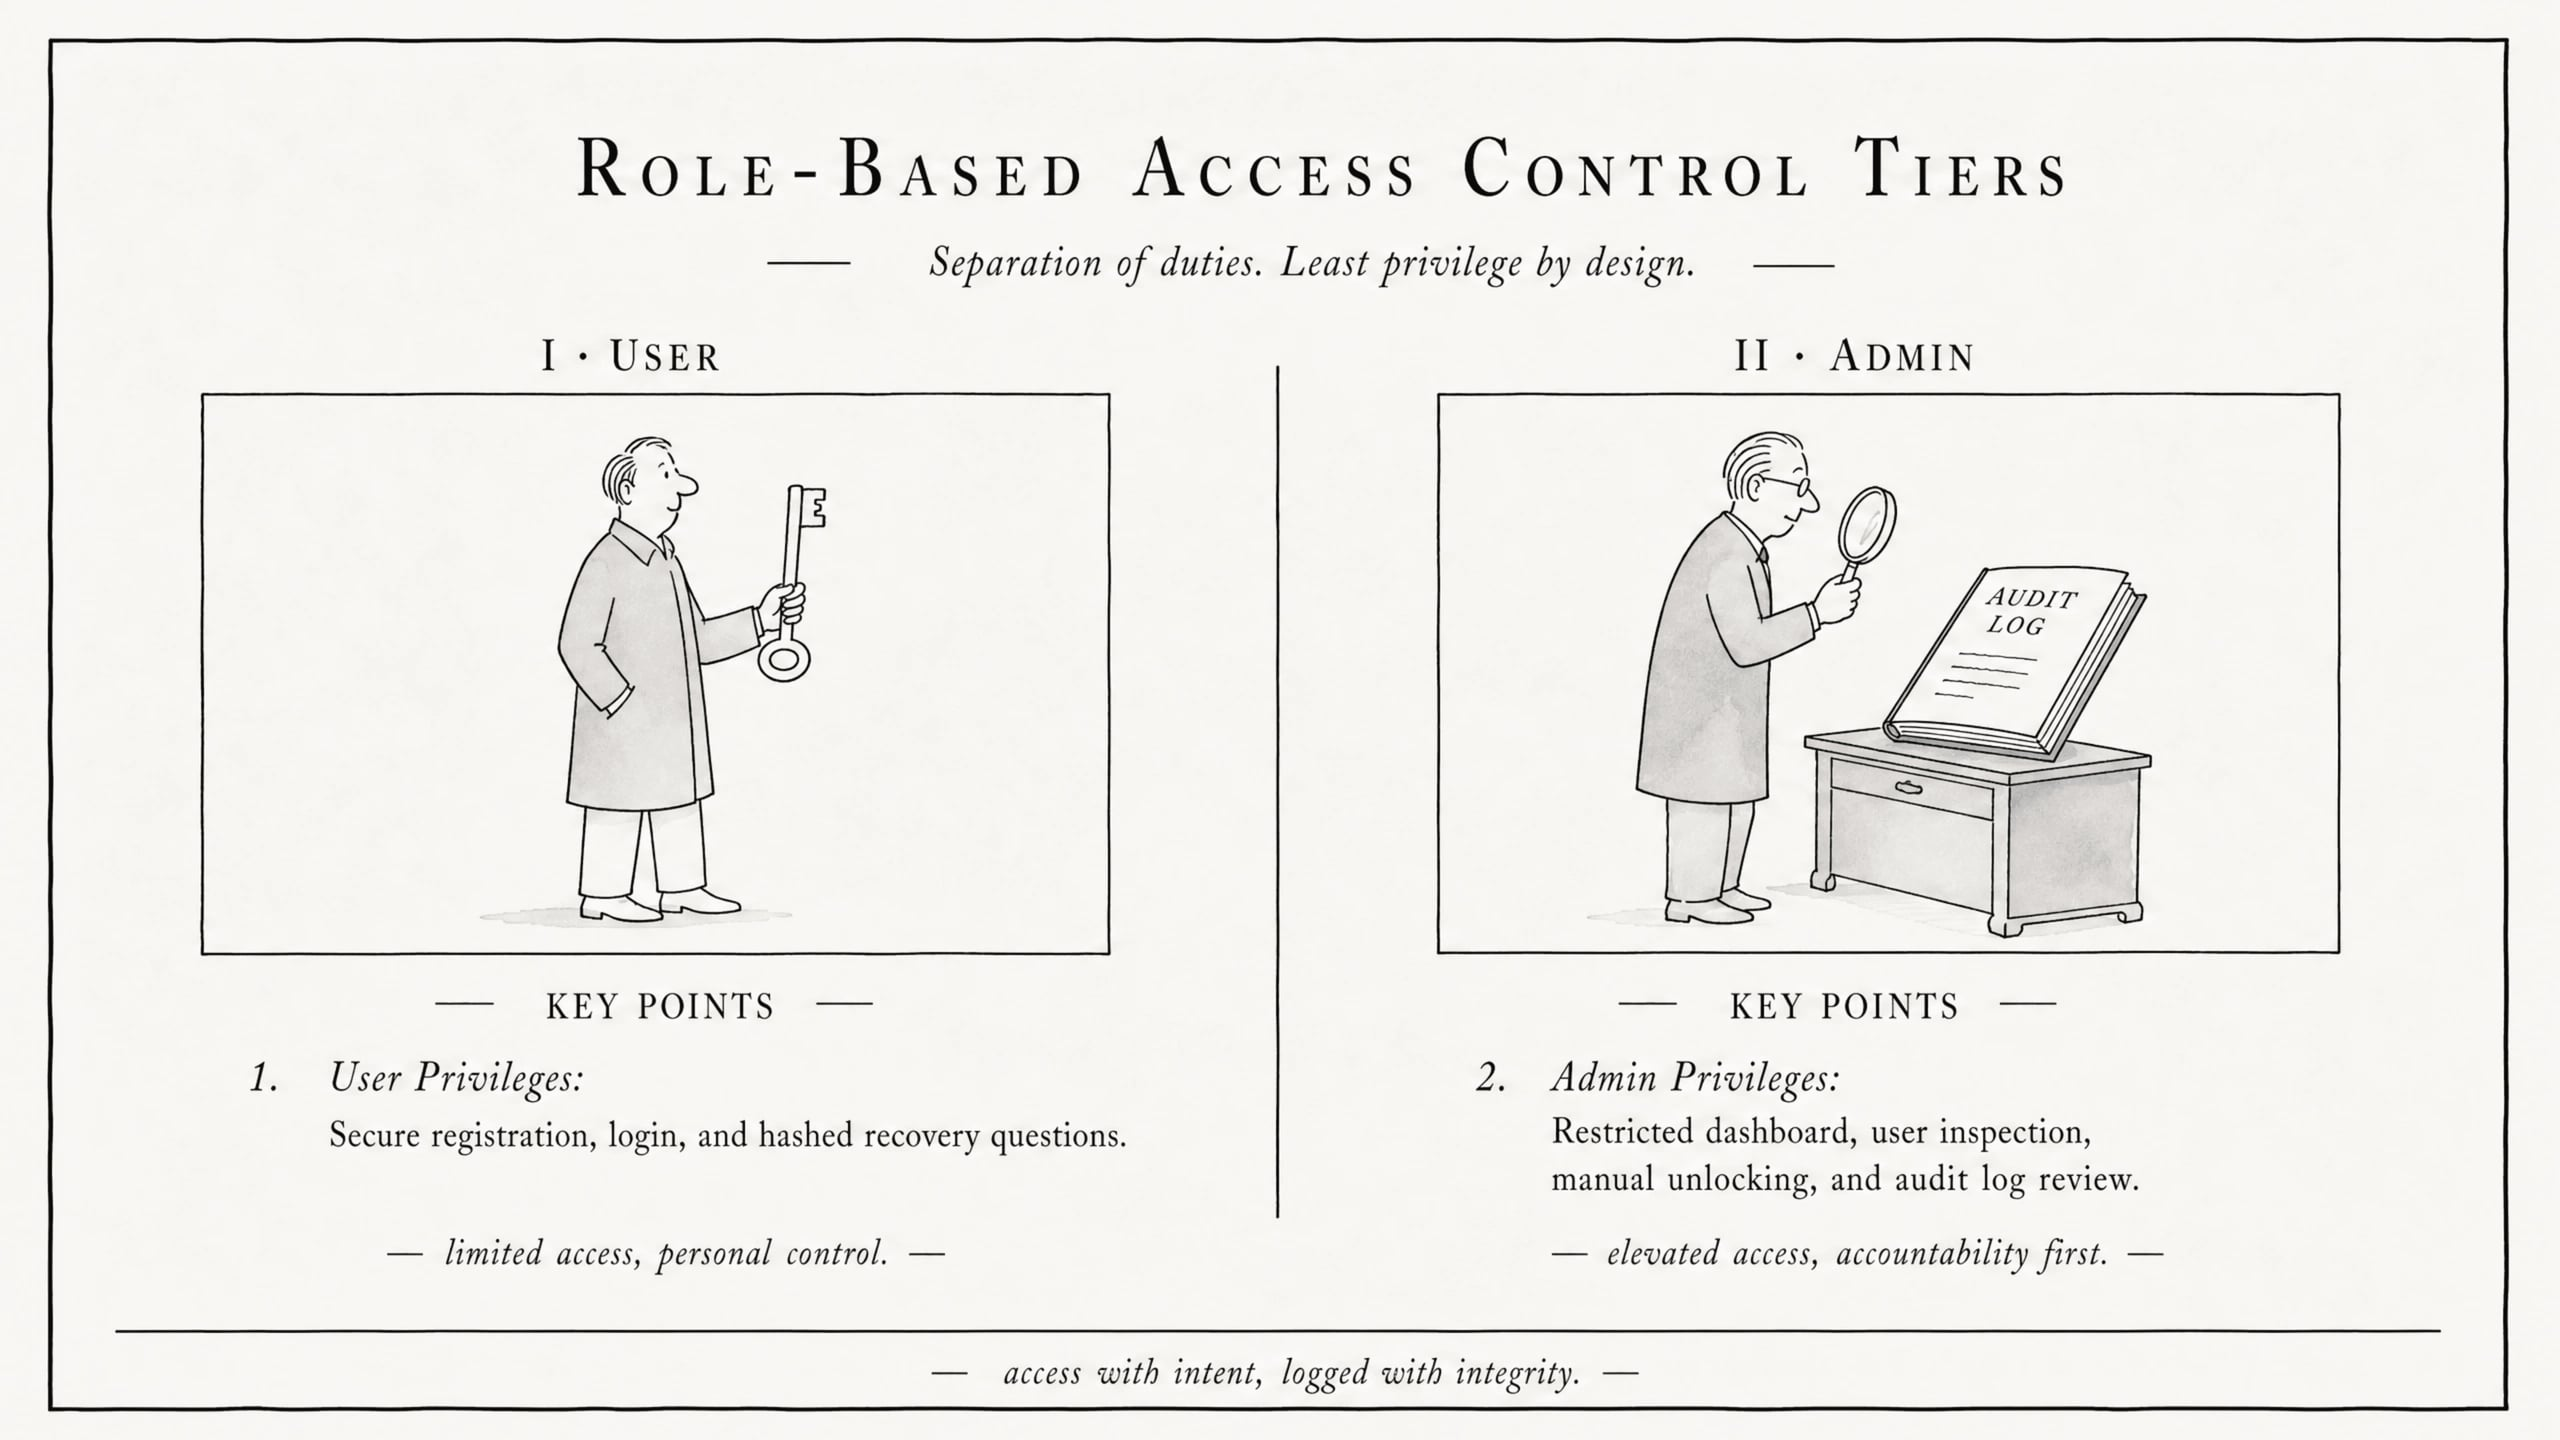 Role-Based Access Control Tiers
— Separation of duties. Least privilege by design. —
I · User
AUDIT
LOG
— KEY POINTS —
1. User Privileges:
Secure registration, login, and hashed recovery questions.
— limited access, personal control. —
II · Admin
— KEY POINTS —
2. Admin Privileges:
Restricted dashboard, user inspection,
manual unlocking, and audit log review.
— elevated access, accountability first. —
— access with intent, logged with integrity. —